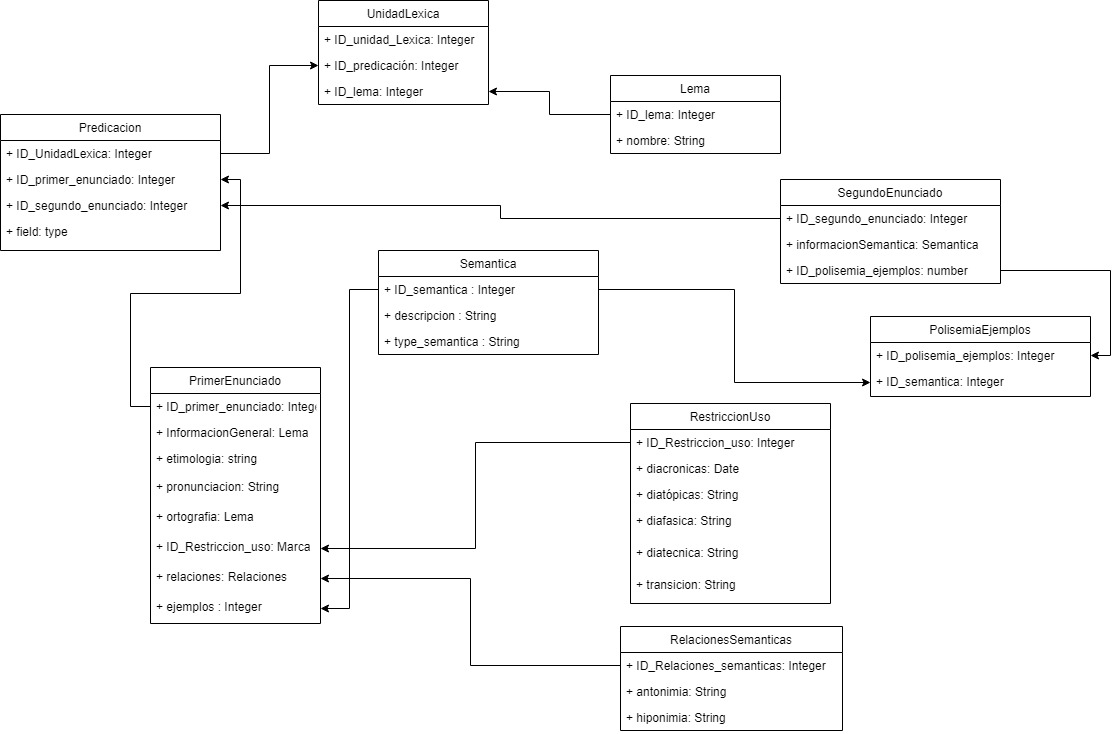 UnidadLexica
+ ID_unidad_Lexica: Integer
+ ID_predicación: Integer
+ ID_lema: Integer
Lema
+ ID_lema: Integer
+ nombre: String
Predicacion
+ ID_UnidadLexica: Integer
+ ID_primer_enunciado: Integer
+ ID_segundo_enunciado: Integer
+ field: type
SegundoEnunciado
+ ID_segundo_enunciado: Integer
+ informacionSemantica: Semantica
+ ID_polisemia_ejemplos: number
Semantica
+ ID_semantica : Integer
+ descripcion : String
+ type_semantica : String
PolisemiaEjemplos
+ ID_polisemia_ejemplos: Integer
+ ID_semantica: Integer
PrimerEnunciado
+ ID_primer_enunciado: Intege
+ InformacionGeneral: Lema
+ etimologia: string
+ pronunciacion: String
+ ortografia: Lema
+ ID_Restriccion_uso: Marca
+ relaciones: Relaciones
+ ejemplos : Integer
RestriccionUso
+ ID_Restriccion_uso: Integer
+ diacronicas: Date
+ diatópicas: String
+ diafasica: String
+ diatecnica: String
+ transicion: String
RelacionesSemanticas
+ ID_Relaciones_semanticas: Integer
+ antonimia: String
+ hiponimia: String